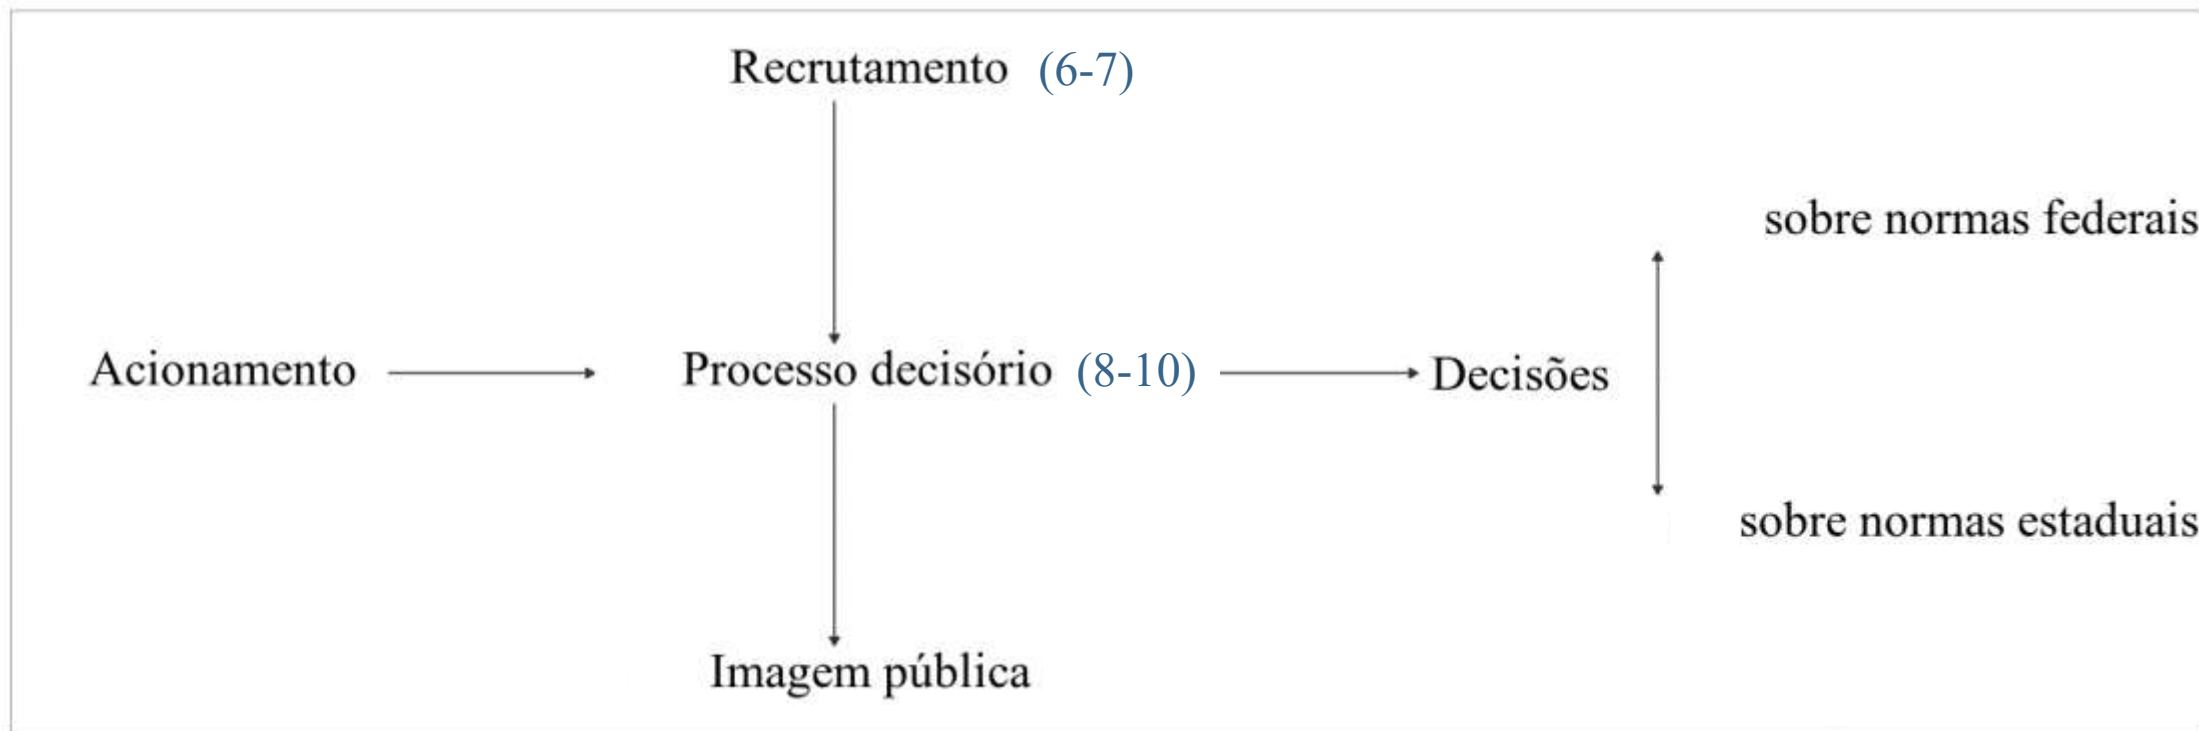 Recrutamento (6-7)
sobre normas federais
Acionamento
Processo decisório (8-10)
Decisões
sobre normas estaduais
Imagem pública